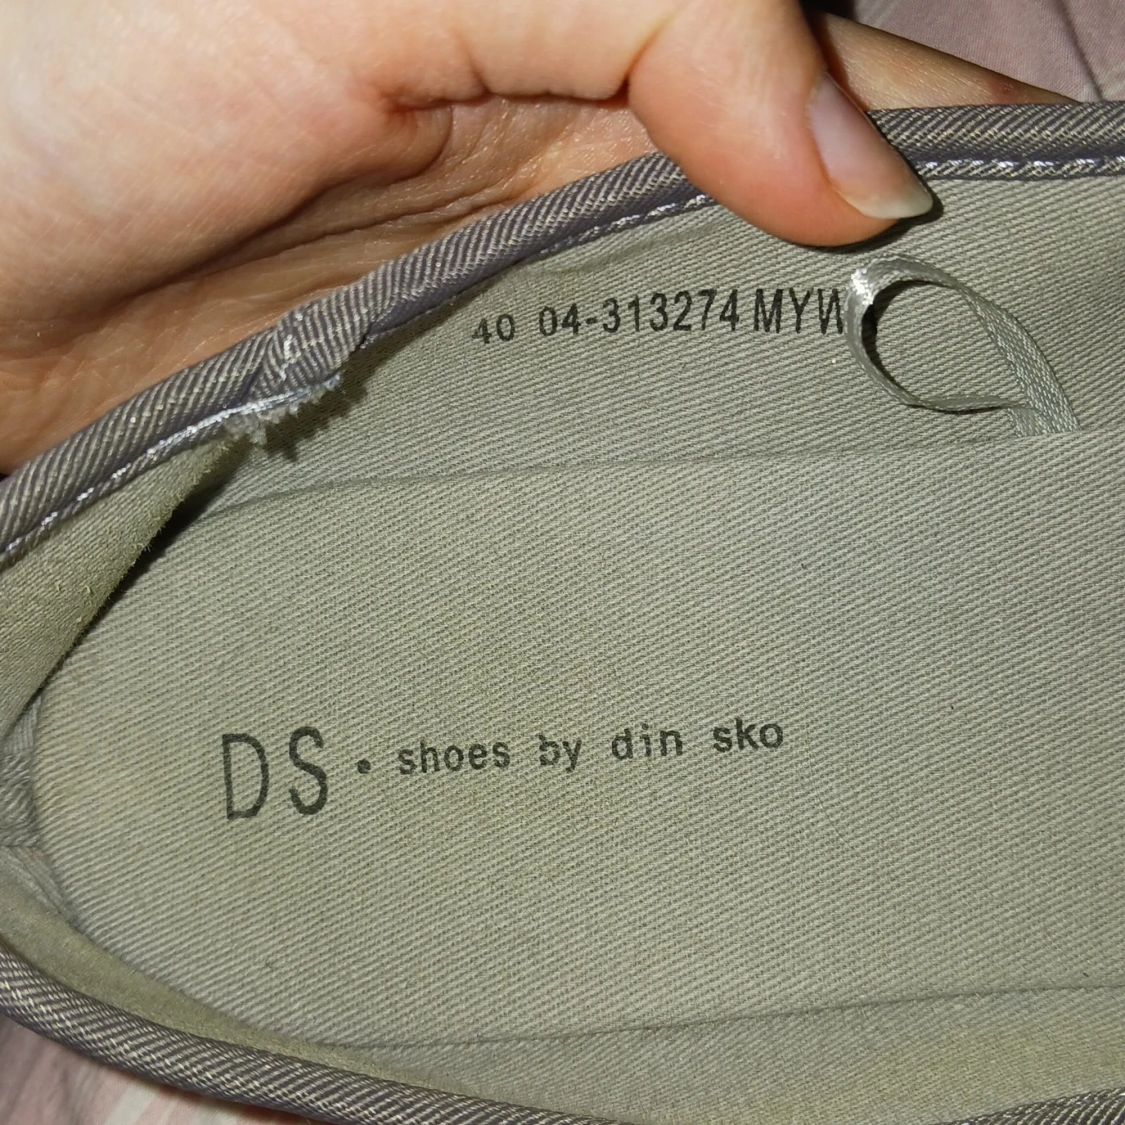 40 04-313274 MYW
DS • shoes by din sko